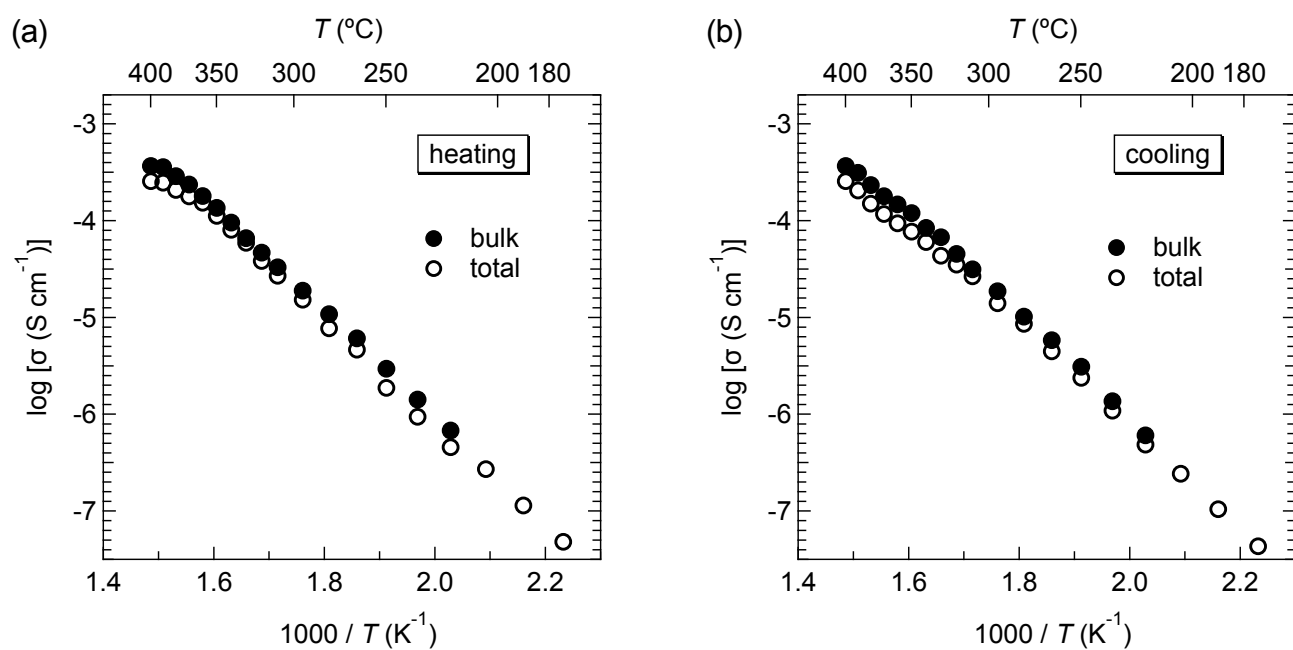 (a)
T (ºC)
400 350 300 250 200 180
-3
-4
-5
-6
-7
log [σ (S cm⁻¹)]
heating
bulk
total
1.4 1.6 1.8 2.0 2.2
1000 / T (K⁻¹)
(b)
T (ºC)
400 350 300 250 200 180
-3
-4
-5
-6
-7
log [σ (S cm⁻¹)]
cooling
bulk
total
1.4 1.6 1.8 2.0 2.2
1000 / T (K⁻¹)